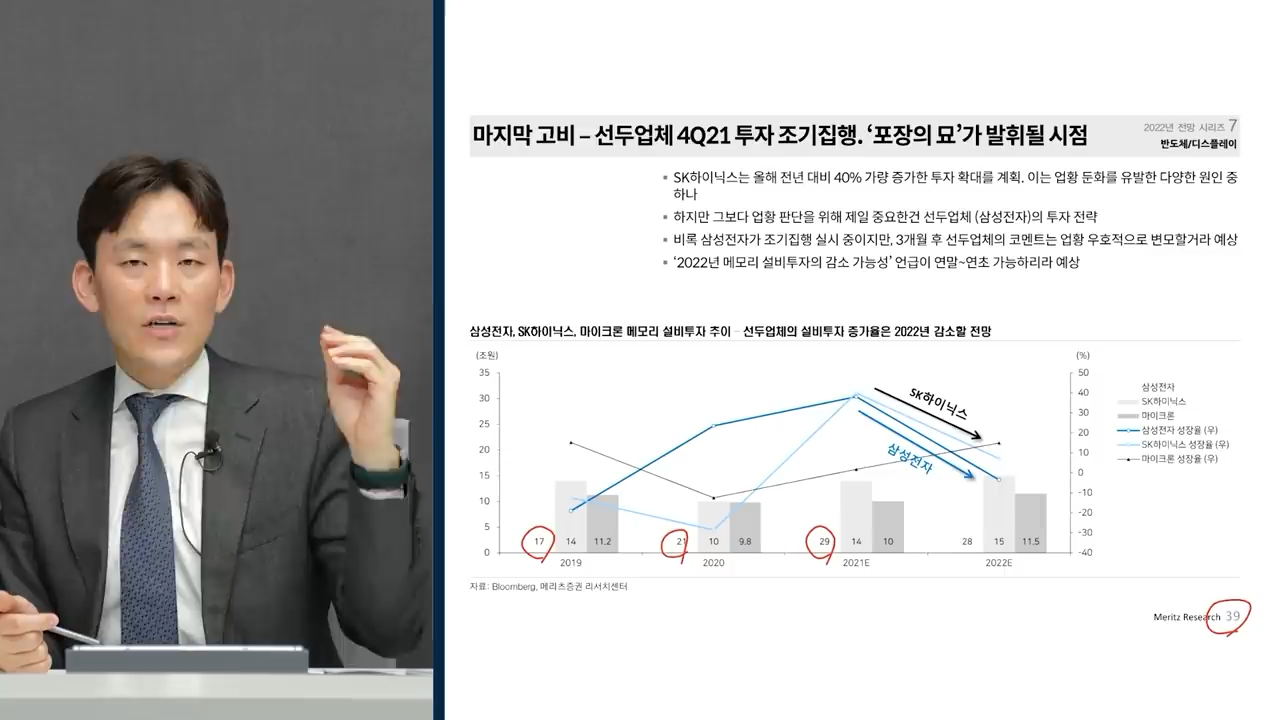 마지막 고비 – 선두업체 4Q21 투자 조기집행. ‘포장의 묘’가 발휘될 시점
2022년 전망 시리즈 7
반도체/디스플레이
▪ SK하이닉스는 올해 전년 대비 40% 가량 증가한 투자 확대를 계획. 이는 업황 둔화를 유발한 다양한 원인 중
하나
▪ 하지만 그보다 업황 판단을 위해 제일 중요한건 선두업체 (삼성전자)의 투자 전략
▪ 비록 삼성전자가 조기집행 실시 중이지만, 3개월 후 선두업체의 코멘트는 업황 우호적으로 변모할거라 예상
▪ ‘2022년 메모리 설비투자의 감소 가능성’ 언급이 연말~연초 가능하리라 예상
삼성전자, SK하이닉스, 마이크론 메모리 설비투자 추이 – 선두업체의 설비투자 증가율은 2022년 감소할 전망
(조원)
35
30
25
20
15
10
5
0
(%)
50
40
30
20
10
0
-10
-20
-30
-40
SK하이닉스
삼성전자
17 14 11.2
21 10 9.8
29 14 10
28 15 11.5
2019 2020 2021E 2022E
삼성전자
SK하이닉스
마이크론
삼성전자 성장율 (우)
SK하이닉스 성장율 (우)
마이크론 성장율 (우)
자료: Bloomberg, 메리츠증권 리서치센터
Meritz Research 39